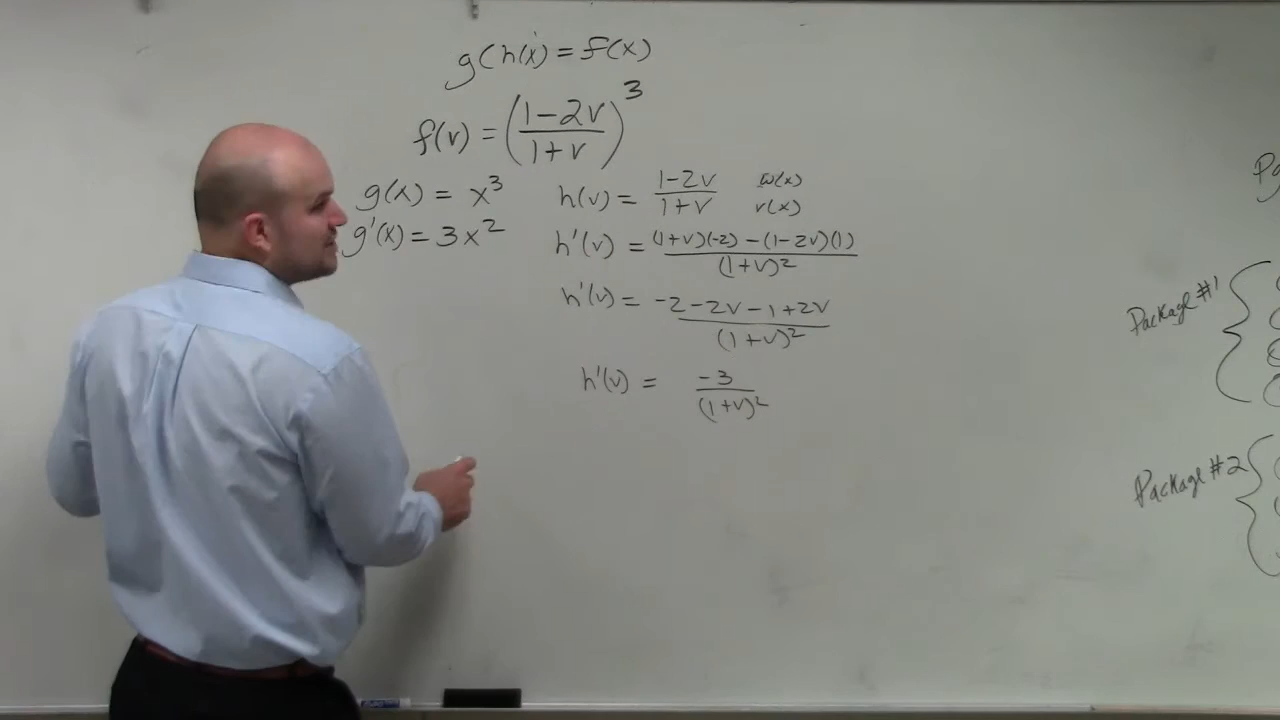 g(h(x) = f(x)
f(v) = ((1-2v)/(1+v))^3
g(x) = x^3
g'(x) = 3x^2
h(v) = (1-2v)/(1+v)
ω(x)
v(x)
h'(v) = ((1+v)(-2) - (1-2v)(1))/(1+v)^2
h'(v) = (-2-2v-1+2v)/(1+v)^2
h'(v) = -3/(1+v)^2
Package #1
Package #2